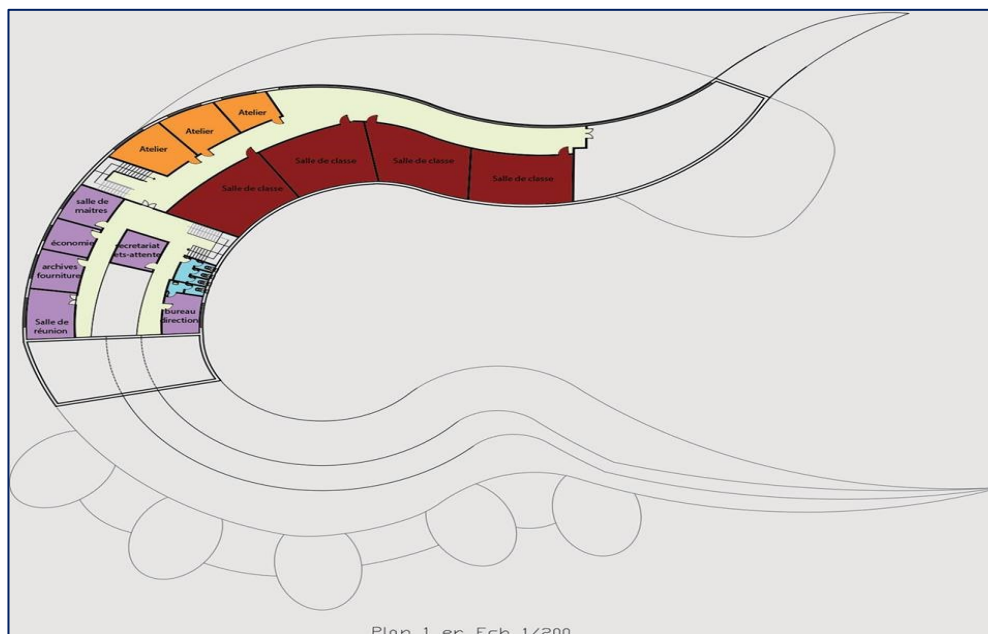 Atelier
Atelier
Atelier
Salle de classe
Salle de classe
Salle de classe
Salle de classe
salle de
maitres
économie
secretariat
ets-attente
archives
fourniture
Salle de
réunion
bureau
direction
Plan 1 er Ech 1/200